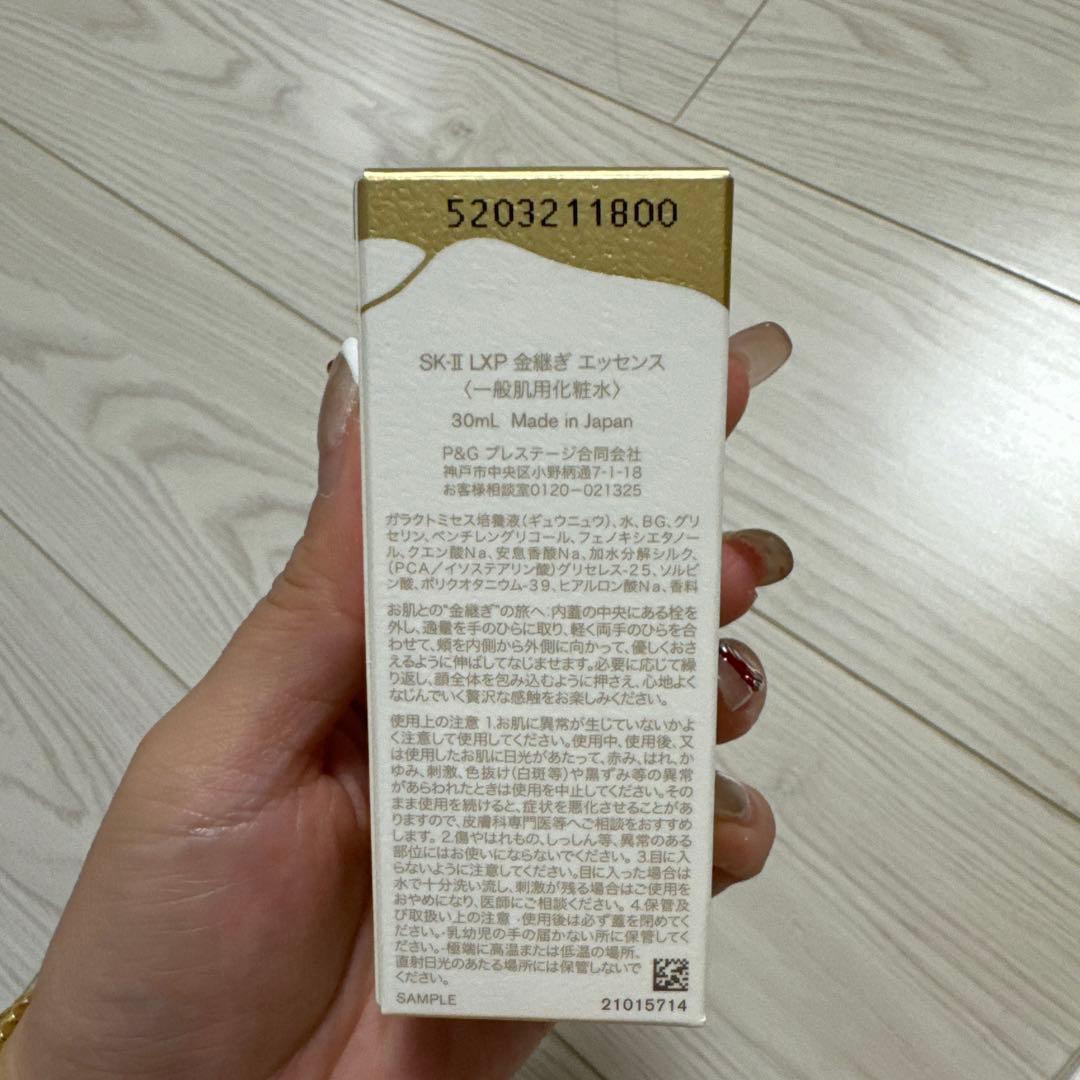 5203211800
SK-II LXP 金継ぎ エッセンス
〈一般肌用化粧水〉
30mL Made in Japan
P&G プレステージ合同会社
神戸市中央区小野柄通7-1-18
お客様相談室0120-021325
ガラクトミセス培養液(ギュウニュウ)、水、BG、グリ
セリン、ペンチレングリコール、フェノキシエタノー
ル、クエン酸Na、安息香酸Na、加水分解シルク、
(PCA/イソステアリン酸)グリセレス-25、ソルビ
ン酸、ポリクオタニウム-39、ヒアルロン酸Na、香料
お肌との“金継ぎ”の旅へ:内蓋の中央にある栓を
外し、適量を手のひらに取り、軽く両手のひらを合
わせて、頬を内側から外側に向かって、優しくおさ
えるように伸ばしてなじませます。必要に応じて繰
り返し、顔全体を包み込むように押さえ、心地よく
なじんでいく贅沢な感触をお楽しみください。
使用上の注意 1.お肌に異常が生じていないかよ
く注意して使用してください。使用中、使用後、又
は使用したお肌に日光があたって、赤み、はれ、か
ゆみ、刺激、色抜け(白斑等)や黒ずみ等の異常
があらわれたときは使用を中止してください。その
まま使用を続けると、症状を悪化させることがあ
りますので、皮膚科専門医等へご相談をおすすめ
します。2.傷やはれもの、しっしん等、異常のある
部位にはお使いにならないでください。3.目に入
らないように注意してください。目に入った場合は
水で十分洗い流し、刺激が残る場合はご使用を
おやめになり、医師にご相談ください。4.保管及
び取扱い上の注意 ・使用後は必ず蓋を閉めてく
ださい。・乳幼児の手の届かない所に保管してく
ださい。・極端に高温または低温の場所、
直射日光のあたる場所には保管しないで
ください。
SAMPLE
21015714